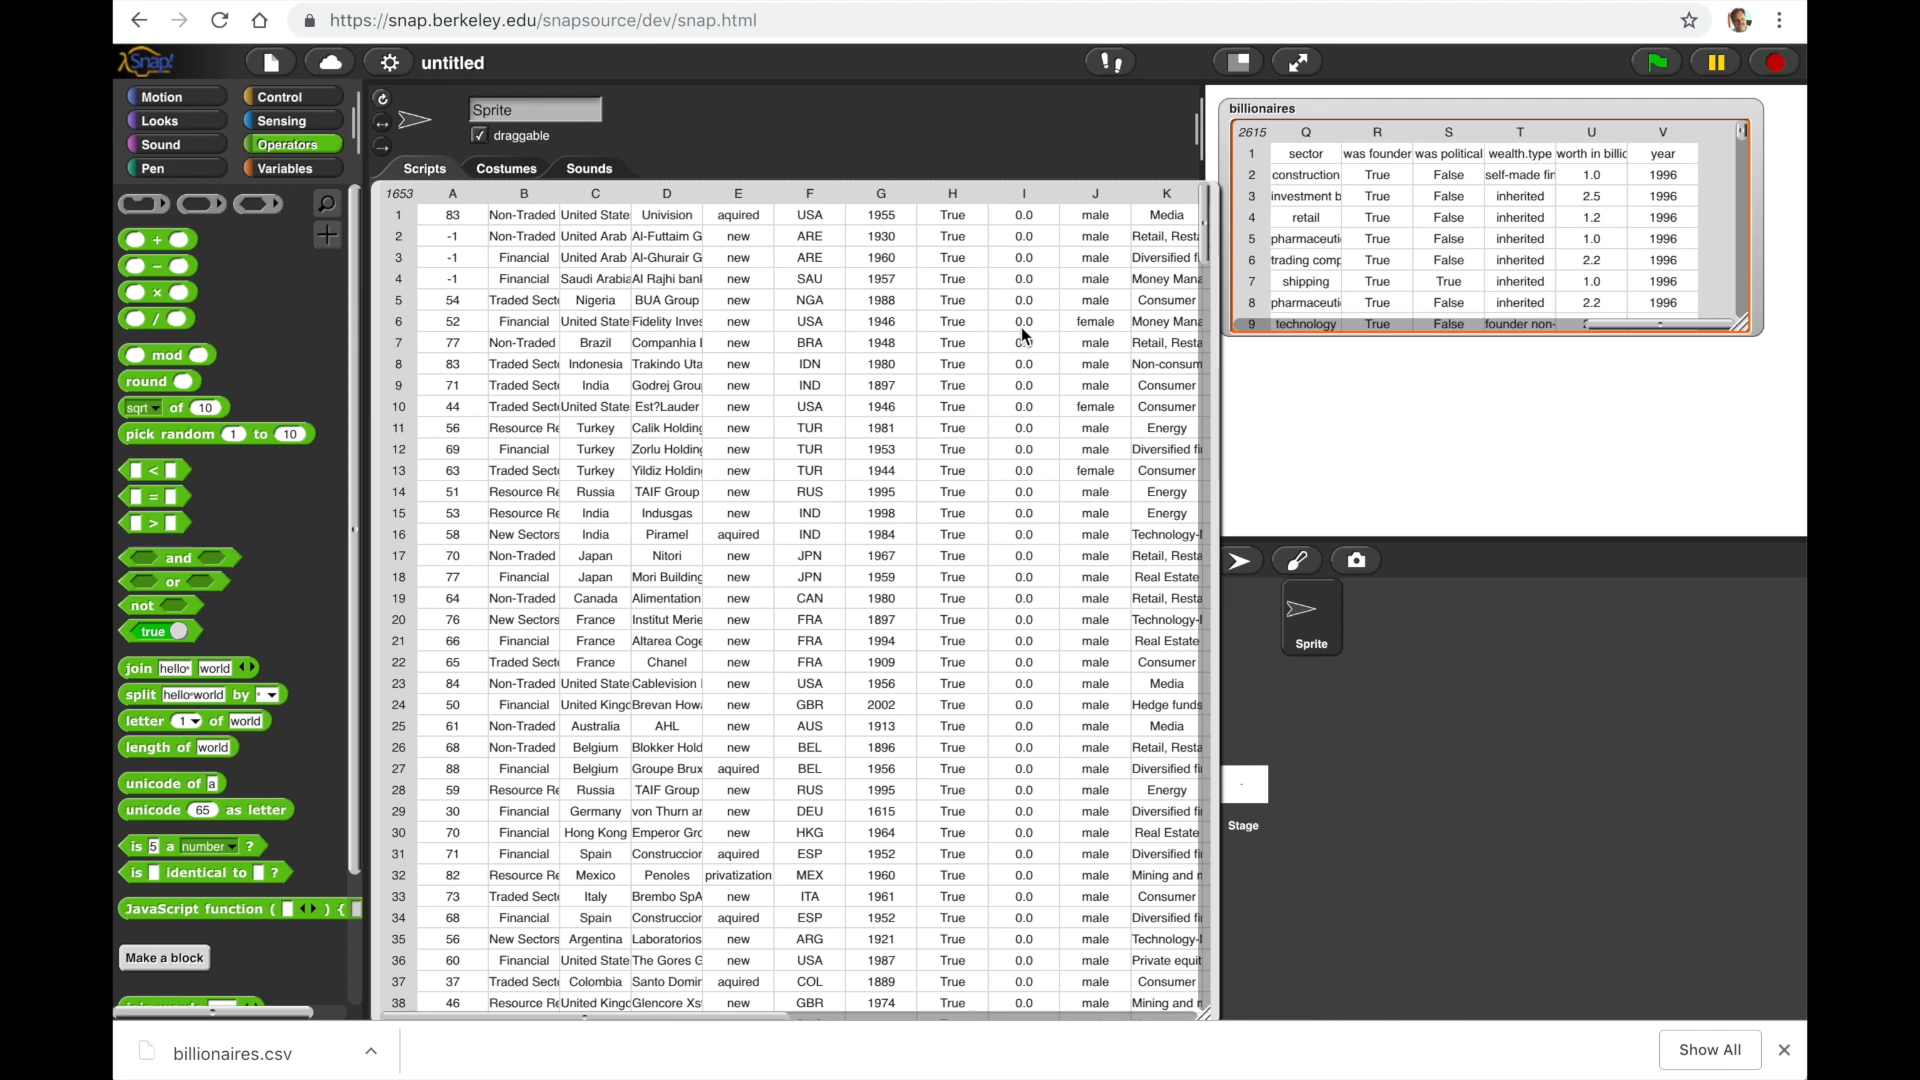 https://snap.berkeley.edu/snapsource/dev/snap.html
Snap!
untitled
Motion Control
Looks Sensing
Sound Operators
Pen Variables
Sprite
draggable
Scripts Costumes Sounds
+
−
×
/
mod
round
sqrt of 10
pick random 1 to 10
<
=
>
and
or
not
true
join hello world
split hello world by
letter 1 of world
length of world
unicode of a
unicode 65 as letter
is 5 a number ?
is identical to ?
JavaScript function ( ) {
Make a block
1653 A B C D E F G H I J K
1 83 Non-Traded United State Univision aquired USA 1955 True 0.0 male Media
2 -1 Non-Traded United Arab Al-Futtaim G new ARE 1930 True 0.0 male Retail, Resta
3 -1 Financial United Arab Al-Ghurair G new ARE 1960 True 0.0 male Diversified fi
4 -1 Financial Saudi Arabia Al Rajhi bank new SAU 1957 True 0.0 male Money Mana
5 54 Traded Sect Nigeria BUA Group new NGA 1988 True 0.0 male Consumer
6 52 Financial United State Fidelity Inves new USA 1946 True 0.0 female Money Mana
7 77 Non-Traded Brazil Companhia new BRA 1948 True male Retail, Resta
8 83 Traded Sect Indonesia Trakindo Uta new IDN 1980 True 0.0 male Non-consum
9 71 Traded Sect India Godrej Grou new IND 1897 True 0.0 male Consumer
10 44 Traded Sect United State Est?Lauder new USA 1946 True 0.0 female Consumer
11 56 Resource Re Turkey Calik Holding new TUR 1981 True 0.0 male Energy
12 69 Financial Turkey Zorlu Holding new TUR 1953 True 0.0 male Diversified fi
13 63 Traded Sect Turkey Yildiz Holding new TUR 1944 True 0.0 female Consumer
14 51 Resource Re Russia TAIF Group new RUS 1995 True 0.0 male Energy
15 53 Resource Re India Indusgas new IND 1998 True 0.0 male Energy
16 58 New Sectors India Piramel aquired IND 1984 True 0.0 male Technology-
17 70 Non-Traded Japan Nitori new JPN 1967 True 0.0 male Retail, Resta
18 77 Financial Japan Mori Building new JPN 1959 True 0.0 male Real Estate
19 64 Non-Traded Canada Alimentation new CAN 1980 True 0.0 male Retail, Resta
20 76 New Sectors France Institut Merie new FRA 1897 True 0.0 male Technology-
21 66 Financial France Altarea Coge new FRA 1994 True 0.0 male Real Estate
22 65 Traded Sect France Chanel new FRA 1909 True 0.0 male Consumer
23 84 Non-Traded United State Cablevision new USA 1956 True 0.0 male Media
24 50 Financial United Kingd Brevan Howa new GBR 2002 True 0.0 male Hedge funds
25 61 Non-Traded Australia AHL new AUS 1913 True 0.0 male Media
26 68 Non-Traded Belgium Blokker Hold new BEL 1896 True 0.0 male Retail, Resta
27 88 Financial Belgium Groupe Brux aquired BEL 1956 True 0.0 male Diversified fi
28 59 Resource Re Russia TAIF Group new RUS 1995 True 0.0 male Energy
29 30 Financial Germany von Thurn ar new DEU 1615 True 0.0 male Diversified fi
30 70 Financial Hong Kong Emperor Gro new HKG 1964 True 0.0 male Real Estate
31 71 Financial Spain Construccior aquired ESP 1952 True 0.0 male Diversified fi
32 82 Resource Re Mexico Penoles privatization MEX 1960 True 0.0 male Mining and m
33 73 Traded Sect Italy Brembo SpA new ITA 1961 True 0.0 male Consumer
34 68 Financial Spain Construccior aquired ESP 1952 True 0.0 male Diversified fi
35 56 New Sectors Argentina Laboratorios new ARG 1921 True 0.0 male Technology-
36 60 Financial United State The Gores G new USA 1987 True 0.0 male Private equit
37 37 Traded Sect Colombia Santo Domin aquired COL 1889 True 0.0 male Consumer
38 46 Resource Re United Kingd Glencore Xst new GBR 1974 True 0.0 male Mining and m
billionaires
2615 Q R S T U V
1 sector was founder was political wealth.type worth in billic year
2 construction True False self-made fin 1.0 1996
3 investment b True False inherited 2.5 1996
4 retail True False inherited 1.2 1996
5 pharmaceuti True False inherited 1.0 1996
6 trading comp True False inherited 2.2 1996
7 shipping True True inherited 1.0 1996
8 pharmaceuti True False inherited 2.2 1996
9 technology True False founder non-
Sprite
Stage
billionaires.csv
Show All